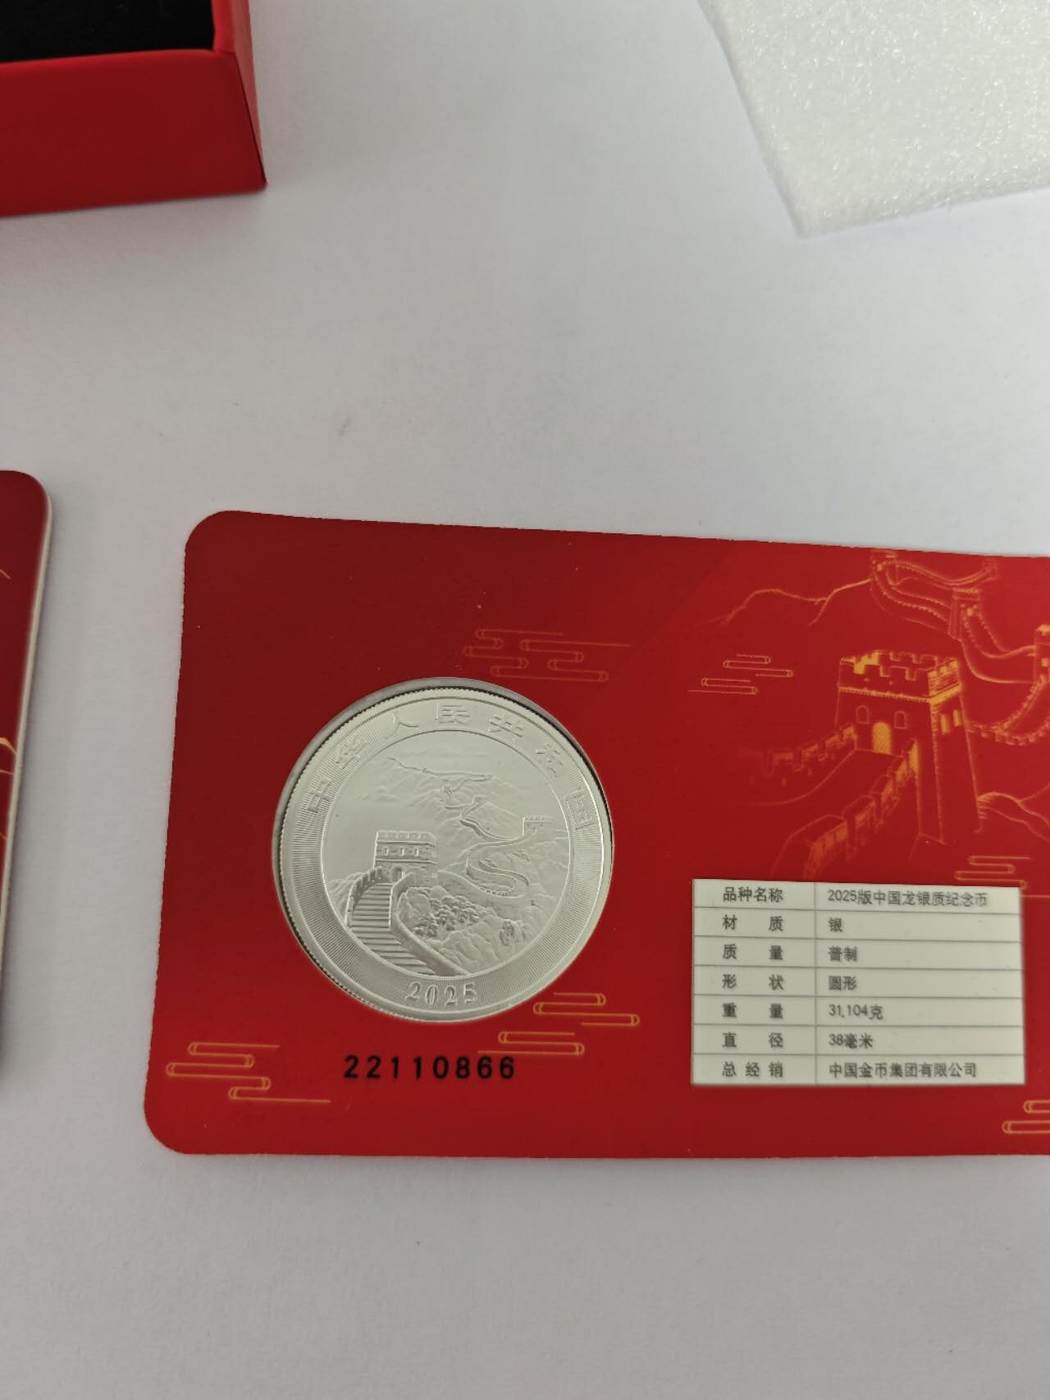 中华人民共和国
2025
22110866
品种名称 2025版中国龙银质纪念币
材 质 银
质 量 普制
形 状 圆形
重 量 31.104克
直 径 38毫米
总经销 中国金币集团有限公司